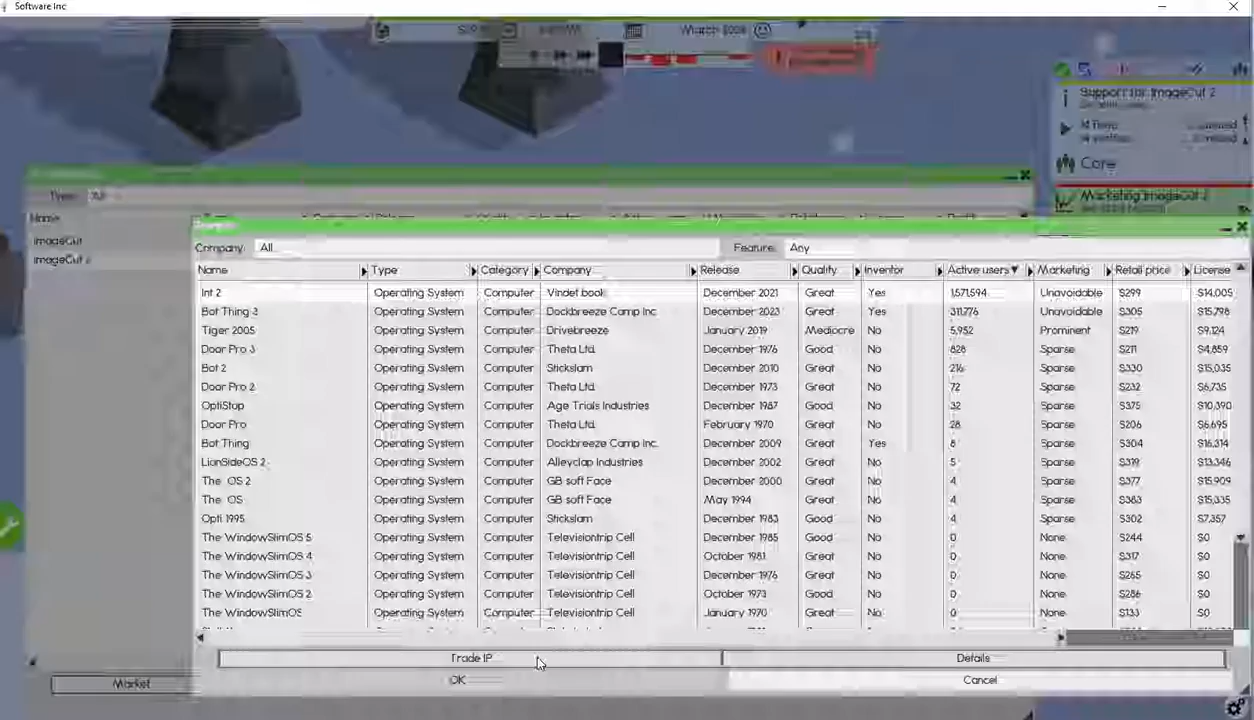 Software Inc
Support for ImageCut 2
Core
Marketing ImageCut 2
Type:
Name
ImageCut
ImageCut 2
Company: All Feature: Any
Name Type Category Company Release Quality Inventor Active users▼ Marketing Retail price License
Int 2 Operating System Computer Vindet book December 2021 Great Yes 1,571,594 Unavoidable $299 $14,005
Bot Thing Operating System Computer Dockbreeze Camp Inc. December 2023 Great Yes 311,776 Unavoidable $305 $15,798
Tiger 2005 Operating System Computer Drivebreeze January 2019 Mediocre No 5,952 Prominent $219 $9,124
Door Pro 3 Operating System Computer Theta Ltd. December 1976 Good No 828 Sparse $211 $4,859
Bot 2 Operating System Computer Stickslam December 2010 Great No Sparse $330 $15,035
Door Pro 2 Operating System Computer Theta Ltd. December 1973 Great No 72 Sparse $232 $6,735
OptiStop Operating System Computer Age Trials Industries December 1987 Good No 32 Sparse $375 $10,390
Door Pro Operating System Computer Theta Ltd. February 1970 Great No 28 Sparse $206 $6,695
Bot Thing Operating System Computer Dockbreeze Camp Inc. December 2009 Great Yes 8 Sparse $304 $16,314
LionSideOS 2 Operating System Computer Alleyclap Industries December 2002 Great No 5 Sparse $319 $13,346
The OS 2 Operating System Computer GB soft Face December 2000 Great No 4 Sparse $377 $15,909
The OS Operating System Computer GB soft Face May 1994 Great No 4 Sparse $383 $15,335
Opti 1995 Operating System Computer Stickslam December 1983 Good No 4 Sparse $302 $7,357
The WindowSlimOS 5 Operating System Computer Televisiontrip Cell December 1985 Good No 0 None $244 $0
The WindowSlimOS 4 Operating System Computer Televisiontrip Cell October 1981 Great No 0 None $317 $0
The WindowSlimOS 3 Operating System Computer Televisiontrip Cell December 1976 Great No 0 None $265 $0
The WindowSlimOS 2 Operating System Computer Televisiontrip Cell October 1973 Good No 0 None $286 $0
The WindowSlimOS Operating System Computer Televisiontrip Cell January 1970 Great No 0 None $133 $0
Trade IP Details
Market OK Cancel